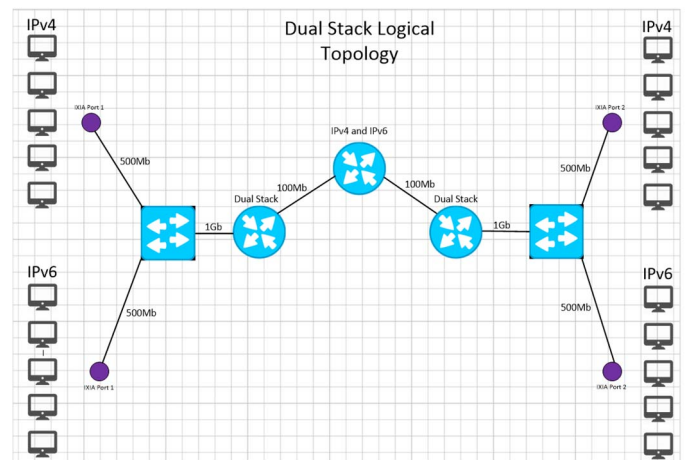 Dual Stack Logical
Topology
IPv4
IPv4
IXIA Port 1
IXIA Port 2
500Mb
500Mb
IPv4 and IPv6
100Mb
100Mb
Dual Stack
Dual Stack
1Gb
1Gb
IPv6
IPv6
500Mb
500Mb
IXIA Port 1
IXIA Port 2